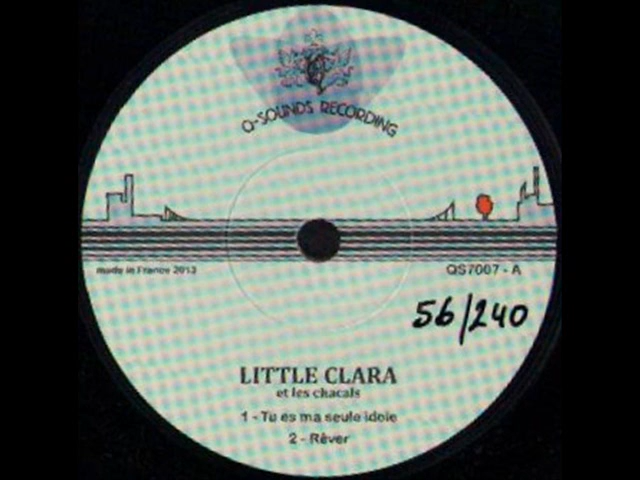 Q-SOUNDS RECORDING
made in France 2013
QS7007 - A
56/240
LITTLE CLARA
et les chacals
1 - Tu es ma seule idole
2 - Rêver